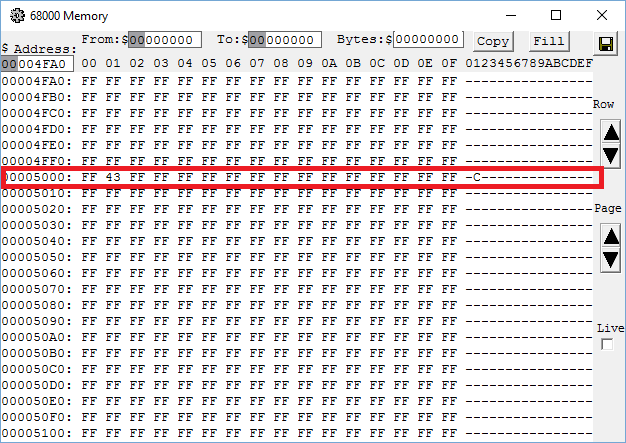 68000 Memory
From:$00000000 To:$00000000 Bytes:$00000000 Copy Fill
$ Address:
00004FA0 00 01 02 03 04 05 06 07 08 09 0A 0B 0C 0D 0E 0F 0123456789ABCDEF
00004FA0: FF FF FF FF FF FF FF FF FF FF FF FF FF FF FF FF ----------------
00004FB0: FF FF FF FF FF FF FF FF FF FF FF FF FF FF FF FF ----------------
00004FC0: FF FF FF FF FF FF FF FF FF FF FF FF FF FF FF FF ----------------
00004FD0: FF FF FF FF FF FF FF FF FF FF FF FF FF FF FF FF ----------------
00004FE0: FF FF FF FF FF FF FF FF FF FF FF FF FF FF FF FF ----------------
00004FF0: FF FF FF FF FF FF FF FF FF FF FF FF FF FF FF FF ----------------
00005000: FF 43 FF FF FF FF FF FF FF FF FF FF FF FF FF FF -C--------------
00005010: FF FF FF FF FF FF FF FF FF FF FF FF FF FF FF FF ----------------
00005020: FF FF FF FF FF FF FF FF FF FF FF FF FF FF FF FF ----------------
00005030: FF FF FF FF FF FF FF FF FF FF FF FF FF FF FF FF ----------------
00005040: FF FF FF FF FF FF FF FF FF FF FF FF FF FF FF FF ----------------
00005050: FF FF FF FF FF FF FF FF FF FF FF FF FF FF FF FF ----------------
00005060: FF FF FF FF FF FF FF FF FF FF FF FF FF FF FF FF ----------------
00005070: FF FF FF FF FF FF FF FF FF FF FF FF FF FF FF FF ----------------
00005080: FF FF FF FF FF FF FF FF FF FF FF FF FF FF FF FF ----------------
00005090: FF FF FF FF FF FF FF FF FF FF FF FF FF FF FF FF ----------------
000050A0: FF FF FF FF FF FF FF FF FF FF FF FF FF FF FF FF ----------------
000050B0: FF FF FF FF FF FF FF FF FF FF FF FF FF FF FF FF ----------------
000050C0: FF FF FF FF FF FF FF FF FF FF FF FF FF FF FF FF ----------------
000050D0: FF FF FF FF FF FF FF FF FF FF FF FF FF FF FF FF ----------------
000050E0: FF FF FF FF FF FF FF FF FF FF FF FF FF FF FF FF ----------------
000050F0: FF FF FF FF FF FF FF FF FF FF FF FF FF FF FF FF ----------------
00005100: FF FF FF FF FF FF FF FF FF FF FF FF FF FF FF FF ----------------
Row
Page
Live